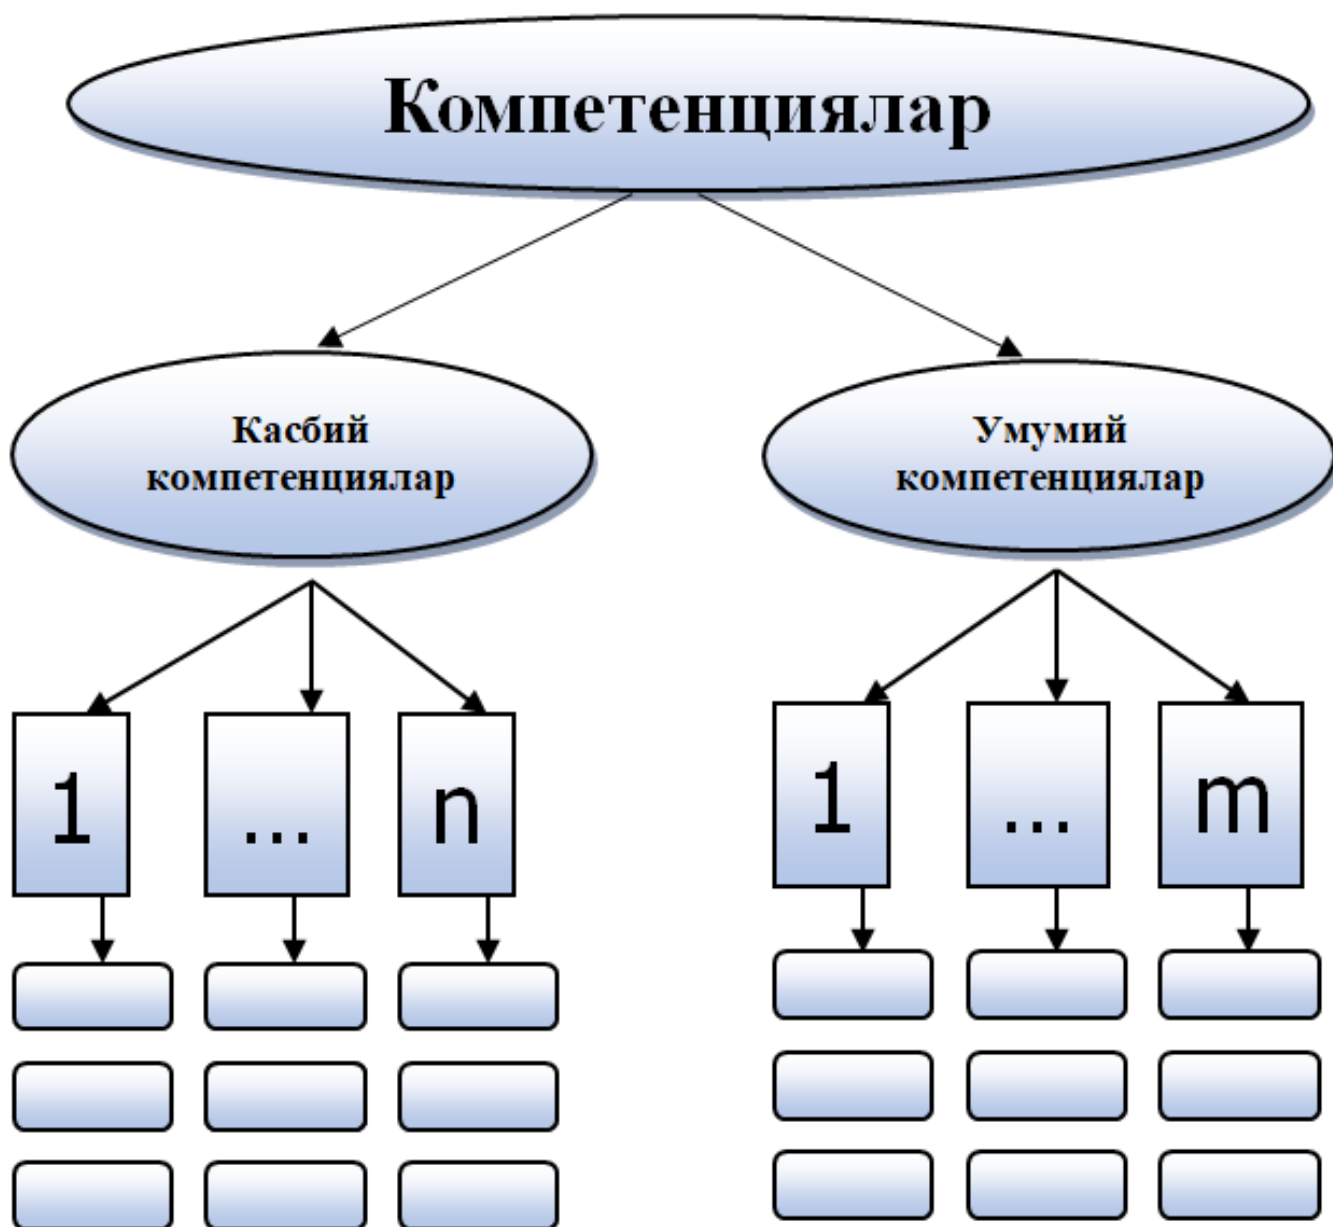 Компетенциялар
Касбий
компетенциялар
Умумий
компетенциялар
1
...
n
1
...
m